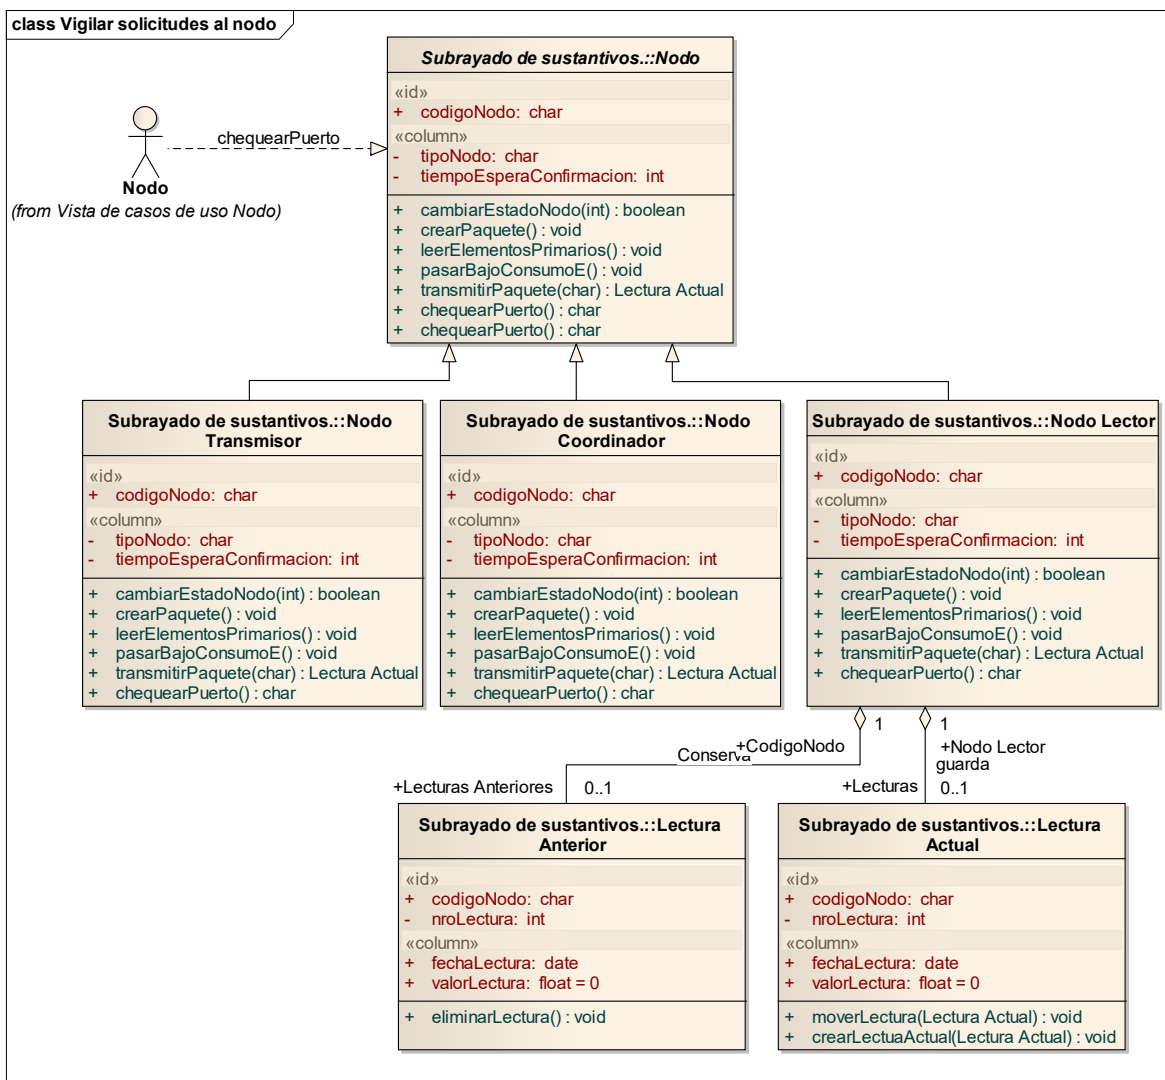 class Vigilar solicitudes al nodo
Subrayado de sustantivos.::Nodo
«id»
+ codigoNodo: char
«column»
- tipoNodo: char
- tiempoEsperaConfirmacion: int
+ cambiarEstadoNodo(int) : boolean
+ crearPaquete() : void
+ leerElementosPrimarios() : void
+ pasarBajoConsumoE() : void
+ transmitirPaquete(char) : Lectura Actual
+ chequearPuerto() : char
+ chequearPuerto() : char
chequearPuerto
Nodo
(from Vista de casos de uso Nodo)
Subrayado de sustantivos.::Nodo
Transmisor
«id»
+ codigoNodo: char
«column»
- tipoNodo: char
- tiempoEsperaConfirmacion: int
+ cambiarEstadoNodo(int) : boolean
+ crearPaquete() : void
+ leerElementosPrimarios() : void
+ pasarBajoConsumoE() : void
+ transmitirPaquete(char) : Lectura Actual
+ chequearPuerto() : char
Subrayado de sustantivos.::Nodo
Coordinador
«id»
+ codigoNodo: char
«column»
- tipoNodo: char
- tiempoEsperaConfirmacion: int
+ cambiarEstadoNodo(int) : boolean
+ crearPaquete() : void
+ leerElementosPrimarios() : void
+ pasarBajoConsumoE() : void
+ transmitirPaquete(char) : Lectura Actual
+ chequearPuerto() : char
Subrayado de sustantivos.::Nodo Lector
«id»
+ codigoNodo: char
«column»
- tipoNodo: char
- tiempoEsperaConfirmacion: int
+ cambiarEstadoNodo(int) : boolean
+ crearPaquete() : void
+ leerElementosPrimarios() : void
+ pasarBajoConsumoE() : void
+ transmitirPaquete(char) : Lectura Actual
+ chequearPuerto() : char
1
+CodigoNodo
Conserva
+Lecturas Anteriores
0..1
1
+Nodo Lector
guarda
+Lecturas
0..1
Subrayado de sustantivos.::Lectura
Anterior
«id»
+ codigoNodo: char
- nroLectura: int
«column»
+ fechaLectura: date
+ valorLectura: float = 0
+ eliminarLectura() : void
Subrayado de sustantivos.::Lectura
Actual
«id»
+ codigoNodo: char
- nroLectura: int
«column»
+ fechaLectura: date
+ valorLectura: float = 0
+ moverLectura(Lectura Actual) : void
+ crearLectuaActual(Lectura Actual) : void